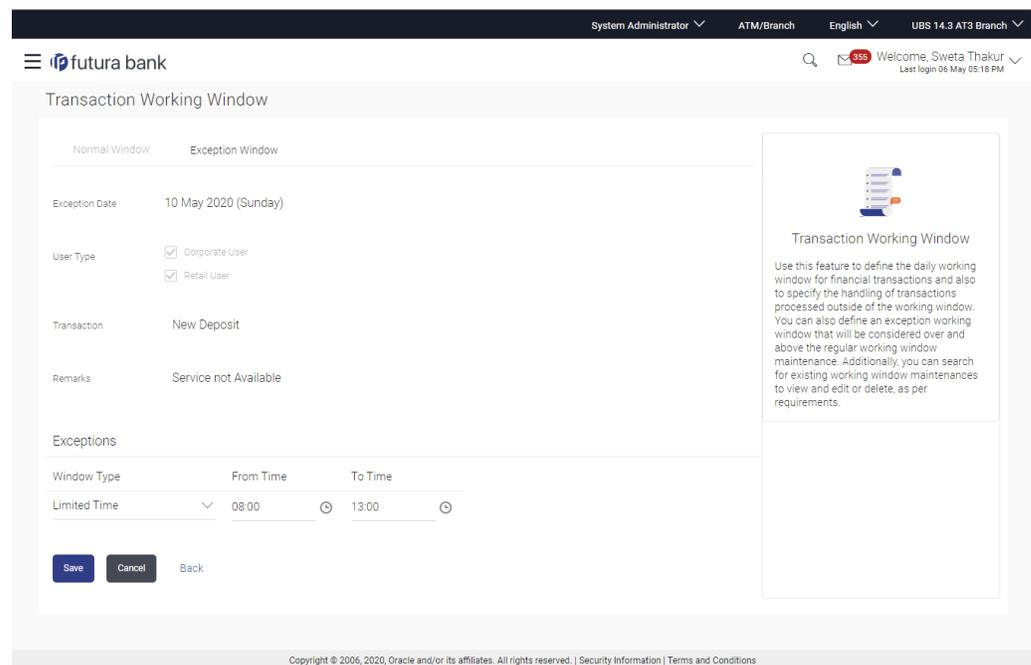 System Administrator ATM/Branch English UBS 14.3 AT3 Branch
futura bank 355 Welcome, Sweta Thakur
Last login 06 May 05:18 PM
Transaction Working Window
Normal Window Exception Window
Exception Date 10 May 2020 (Sunday)
User Type Corporate User
Retail User
Transaction New Deposit
Remarks Service not Available
Exceptions
Window Type From Time To Time
Limited Time 08:00 13:00
Save Cancel Back
Transaction Working Window
Use this feature to define the daily working
window for financial transactions and also
to specify the handling of transactions
processed outside of the working window.
You can also define an exception working
window that will be considered over and
above the regular working window
maintenance. Additionally, you can search
for existing working window maintenances
to view and edit or delete, as per
requirements.
Copyright © 2006, 2020, Oracle and/or its affiliates. All rights reserved. | Security Information | Terms and Conditions